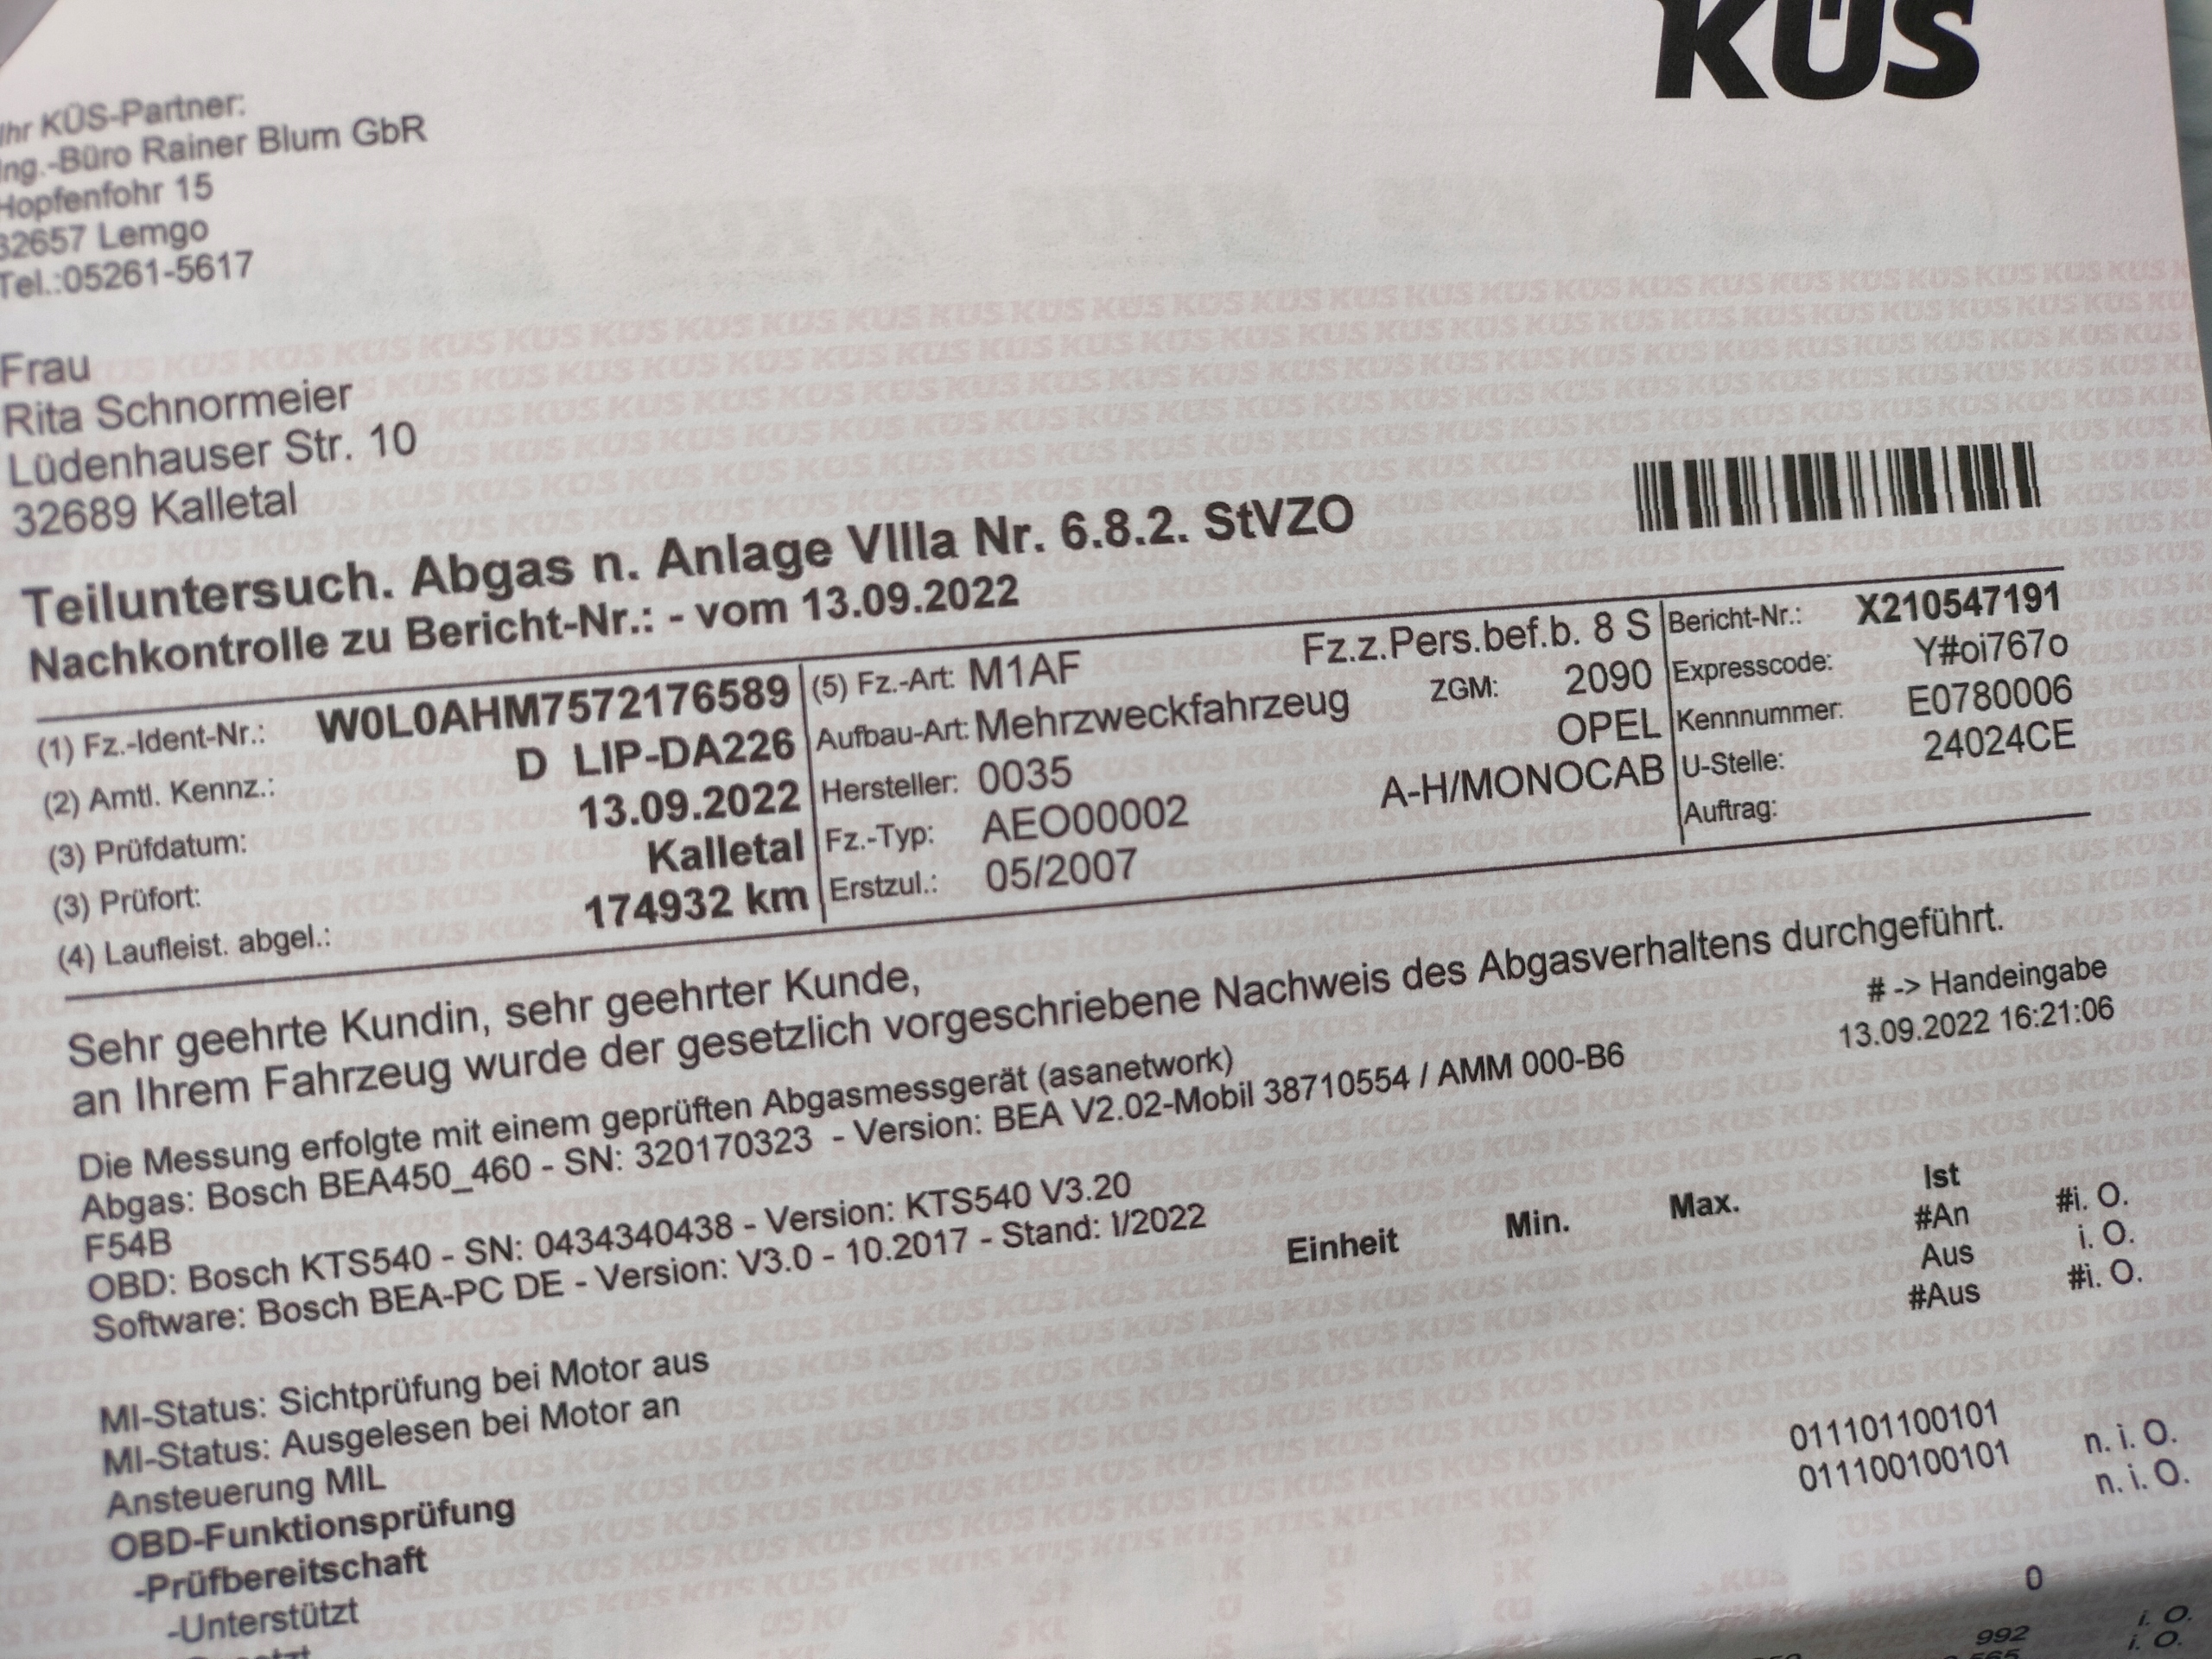 KÜS
Ihr KÜS-Partner:
Ing.-Büro Rainer Blum GbR
Hopfenfohr 15
32657 Lemgo
Tel.:05261-5617
Frau
Rita Schnormeier
Lüdenhauser Str. 10
32689 Kalletal
Teiluntersuch. Abgas n. Anlage VIIIa Nr. 6.8.2. StVZO
Nachkontrolle zu Bericht-Nr.: - vom 13.09.2022
(1) Fz.-Ident-Nr.: W0L0AHM7572176589
(2) Amtl. Kennz.: D LIP-DA226
(3) Prüfdatum: 13.09.2022
(3) Prüfort: Kalletal
(4) Laufleist. abgel.: 174932 km
(5) Fz.-Art: M1AF Fz.z.Pers.bef.b. 8 S
Aufbau-Art: Mehrzweckfahrzeug ZGM: 2090
Hersteller: 0035 OPEL
Fz.-Typ: AEO00002 A-H/MONOCAB
Erstzul.: 05/2007
Bericht-Nr.: X210547191
Expresscode: Y#oi767o
Kennnummer: E0780006
U-Stelle: 24024CE
Auftrag:
Sehr geehrte Kundin, sehr geehrter Kunde,
an Ihrem Fahrzeug wurde der gesetzlich vorgeschriebene Nachweis des Abgasverhaltens durchgeführt.
# -> Handeingabe
13.09.2022 16:21:06
Die Messung erfolgte mit einem geprüften Abgasmessgerät (asanetwork)
Abgas: Bosch BEA450_460 - SN: 320170323 - Version: BEA V2.02-Mobil 38710554 / AMM 000-B6
F54B
OBD: Bosch KTS540 - SN: 0434340438 - Version: KTS540 V3.20
Software: Bosch BEA-PC DE - Version: V3.0 - 10.2017 - Stand: I/2022
Einheit Min. Max. Ist
MI-Status: Sichtprüfung bei Motor aus #An #i. O.
MI-Status: Ausgelesen bei Motor an Aus i. O.
Ansteuerung MIL #Aus #i. O.
OBD-Funktionsprüfung
-Prüfbereitschaft
-Unterstützt 011101100101 n. i. O.
011100100101 n. i. O.
0
992 i. O.
i. O.